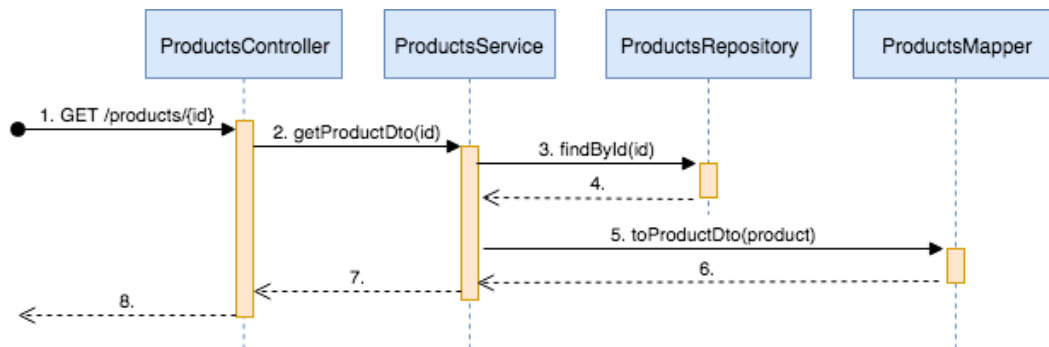 ProductsController
ProductsService
ProductsRepository
ProductsMapper
1. GET /products/{id}
2. getProductDto(id)
3. findById(id)
4.
5. toProductDto(product)
6.
7.
8.